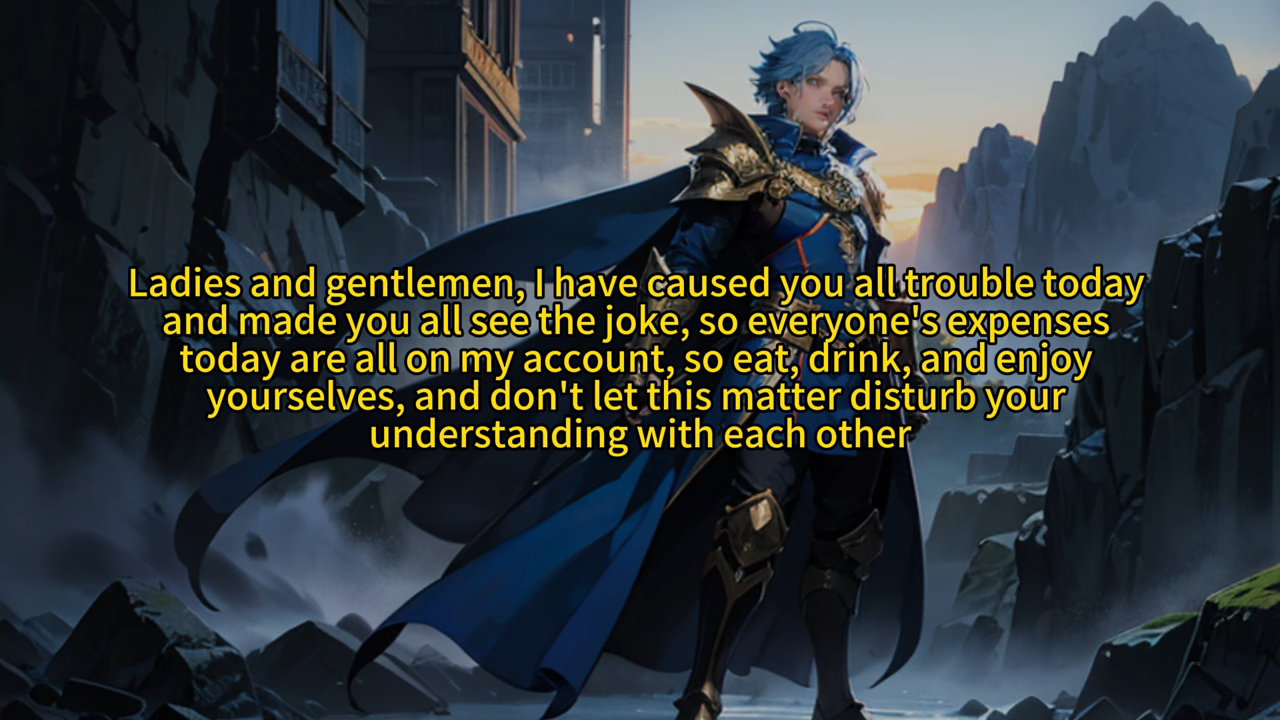 Ladies and gentlemen, I have caused you all trouble today
and made you all see the joke, so everyone's expenses
today are all on my account, so eat, drink, and enjoy
yourselves, and don't let this matter disturb your
understanding with each other